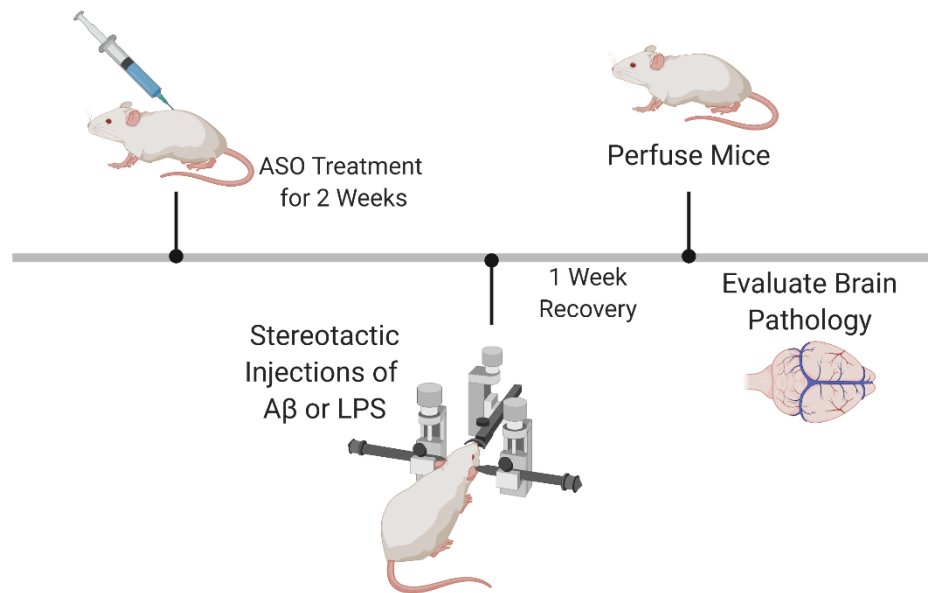 ASO Treatment
for 2 Weeks
Stereotactic
Injections of
Aβ or LPS
1 Week
Recovery
Perfuse Mice
Evaluate Brain
Pathology